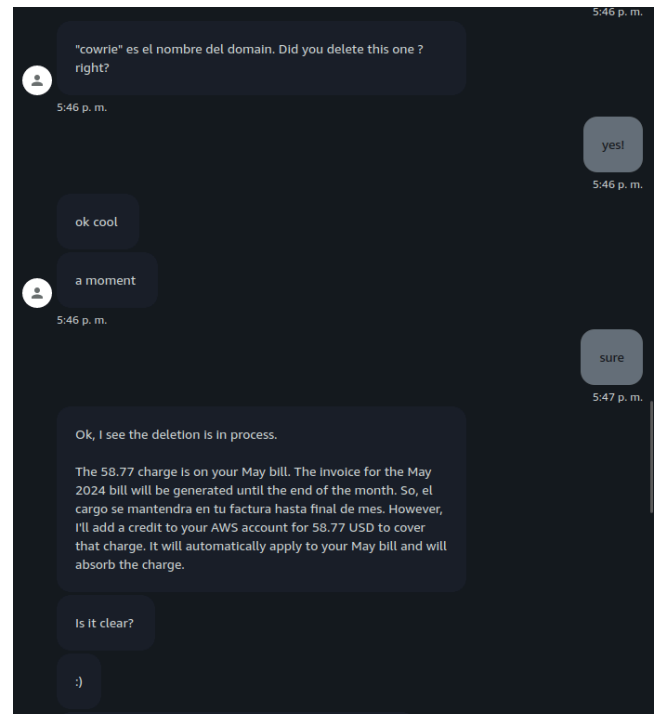 5:46 p. m.
"cowrie" es el nombre del domain. Did you delete this one ?
right?
5:46 p. m.
yes!
5:46 p. m.
ok cool
a moment
5:46 p. m.
sure
5:47 p. m.
Ok, I see the deletion is in process.
The 58.77 charge is on your May bill. The invoice for the May
2024 bill will be generated until the end of the month. So, el
cargo se mantendra en tu factura hasta final de mes. However,
I'll add a credit to your AWS account for 58.77 USD to cover
that charge. It will automatically apply to your May bill and will
absorb the charge.
Is it clear?
:)